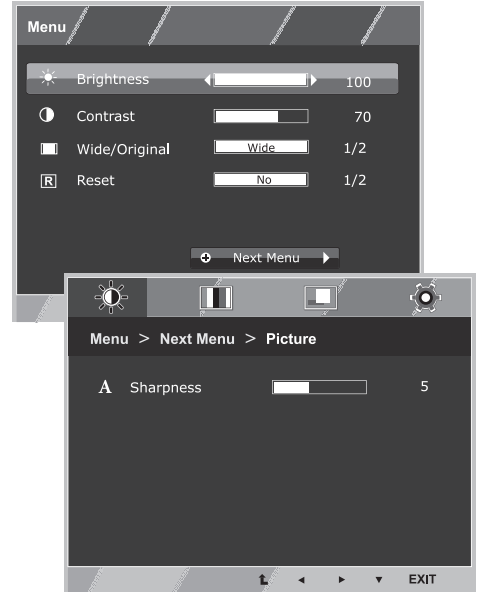 Menu
Brightness 100
Contrast 70
Wide/Original Wide 1/2
R Reset No 1/2
Next Menu
Menu > Next Menu > Picture
A Sharpness 5
EXIT